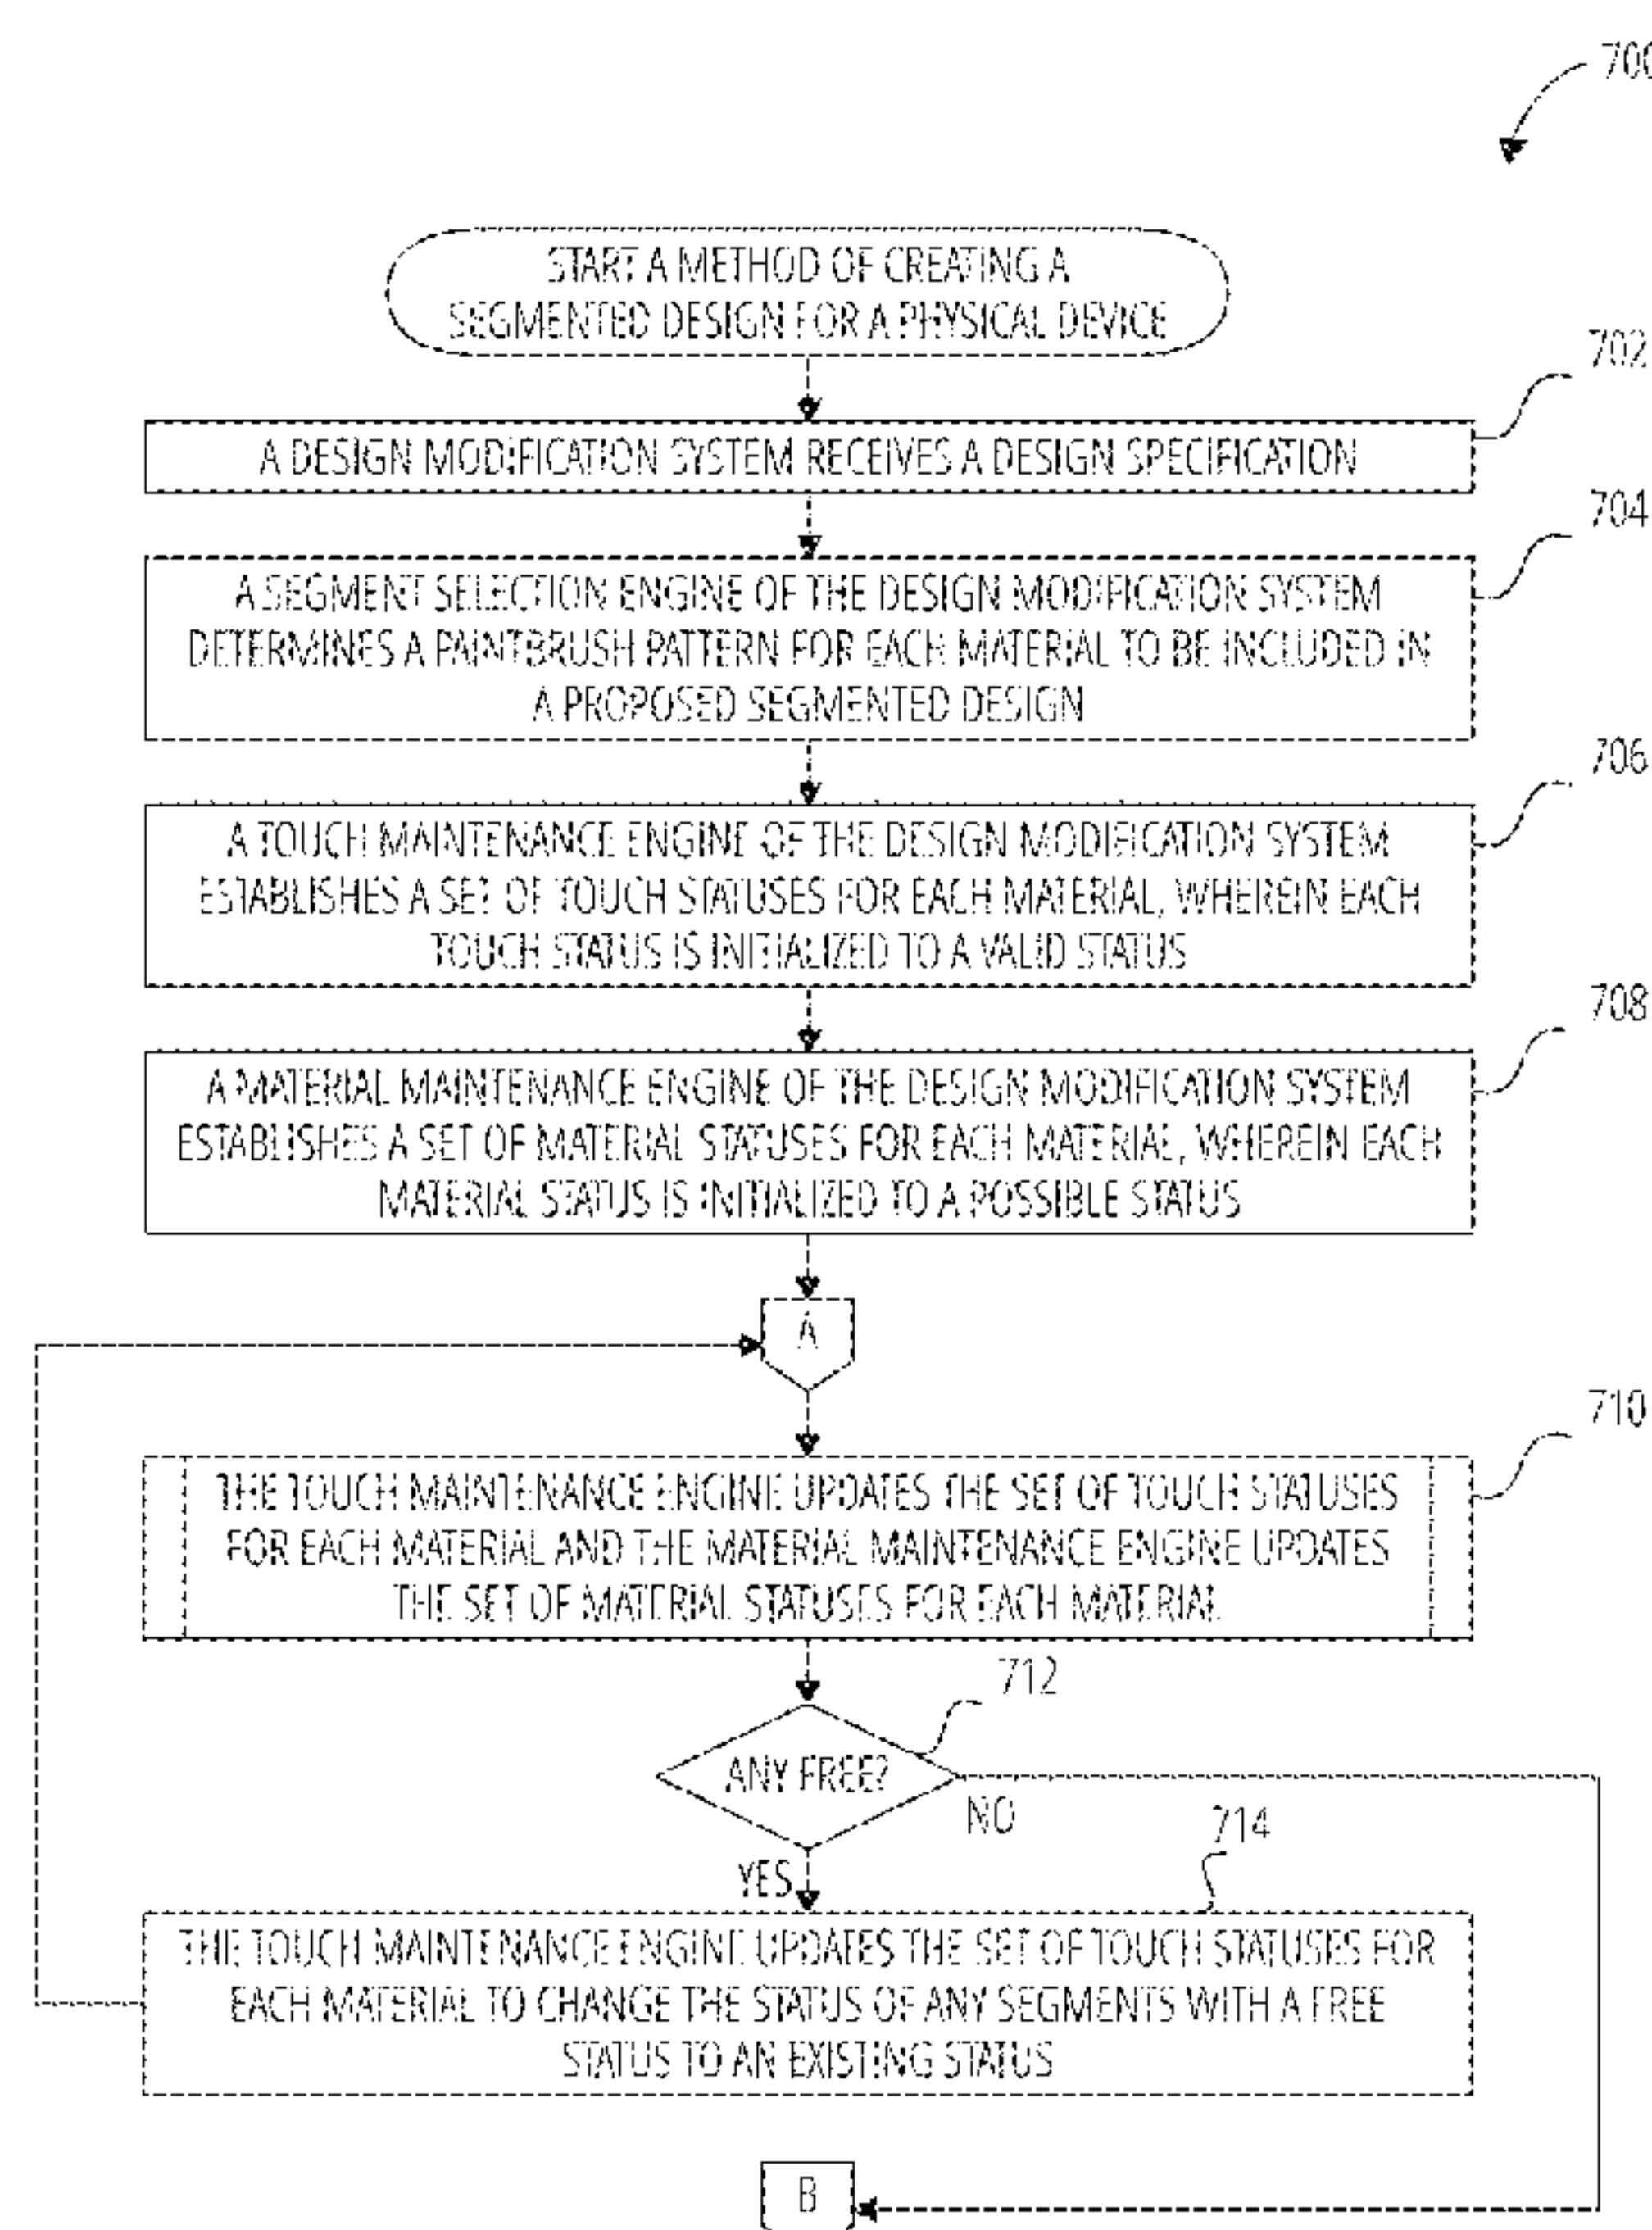 700
START A METHOD OF CREATING A
SEGMENTED DESIGN FOR A PHYSICAL DEVICE
702
A DESIGN MODIFICATION SYSTEM RECEIVES A DESIGN SPECIFICATION
704
A SEGMENT SELECTION ENGINE OF THE DESIGN MODIFICATION SYSTEM
DETERMINES A PAINTBRUSH PATTERN FOR EACH MATERIAL TO BE INCLUDED IN
A PROPOSED SEGMENTED DESIGN
706
A TOUCH MAINTENANCE ENGINE OF THE DESIGN MODIFICATION SYSTEM
ESTABLISHES A SET OF TOUCH STATUSES FOR EACH MATERIAL, WHEREIN EACH
TOUCH STATUS IS INITIALIZED TO A VALID STATUS
708
A MATERIAL MAINTENANCE ENGINE OF THE DESIGN MODIFICATION SYSTEM
ESTABLISHES A SET OF MATERIAL STATUSES FOR EACH MATERIAL, WHEREIN EACH
MATERIAL STATUS IS INITIALIZED TO A POSSIBLE STATUS
A
710
THE TOUCH MAINTENANCE ENGINE UPDATES THE SET OF TOUCH STATUSES
FOR EACH MATERIAL AND THE MATERIAL MAINTENANCE ENGINE UPDATES
THE SET OF MATERIAL STATUSES FOR EACH MATERIAL
712
ANY FREE?
NO
714
YES
THE TOUCH MAINTENANCE ENGINE UPDATES THE SET OF TOUCH STATUSES FOR
EACH MATERIAL TO CHANGE THE STATUS OF ANY SEGMENTS WITH A FREE
STATUS TO AN EXISTING STATUS
B